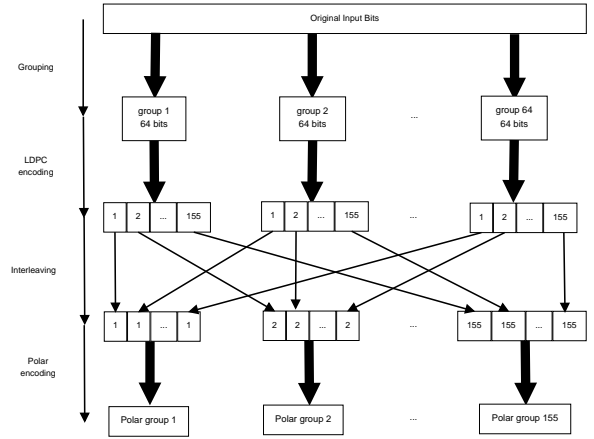 Original Input Bits
Grouping
group 1
64 bits
group 2
64 bits
...
group 64
64 bits
LDPC
encoding
1 2 ... 155
1 2 ... 155
...
1 2 ... 155
Interleaving
1 1 ... 1
2 2 ... 2
...
155 155 ... 155
Polar
encoding
Polar group 1
Polar group 2
...
Polar group 155